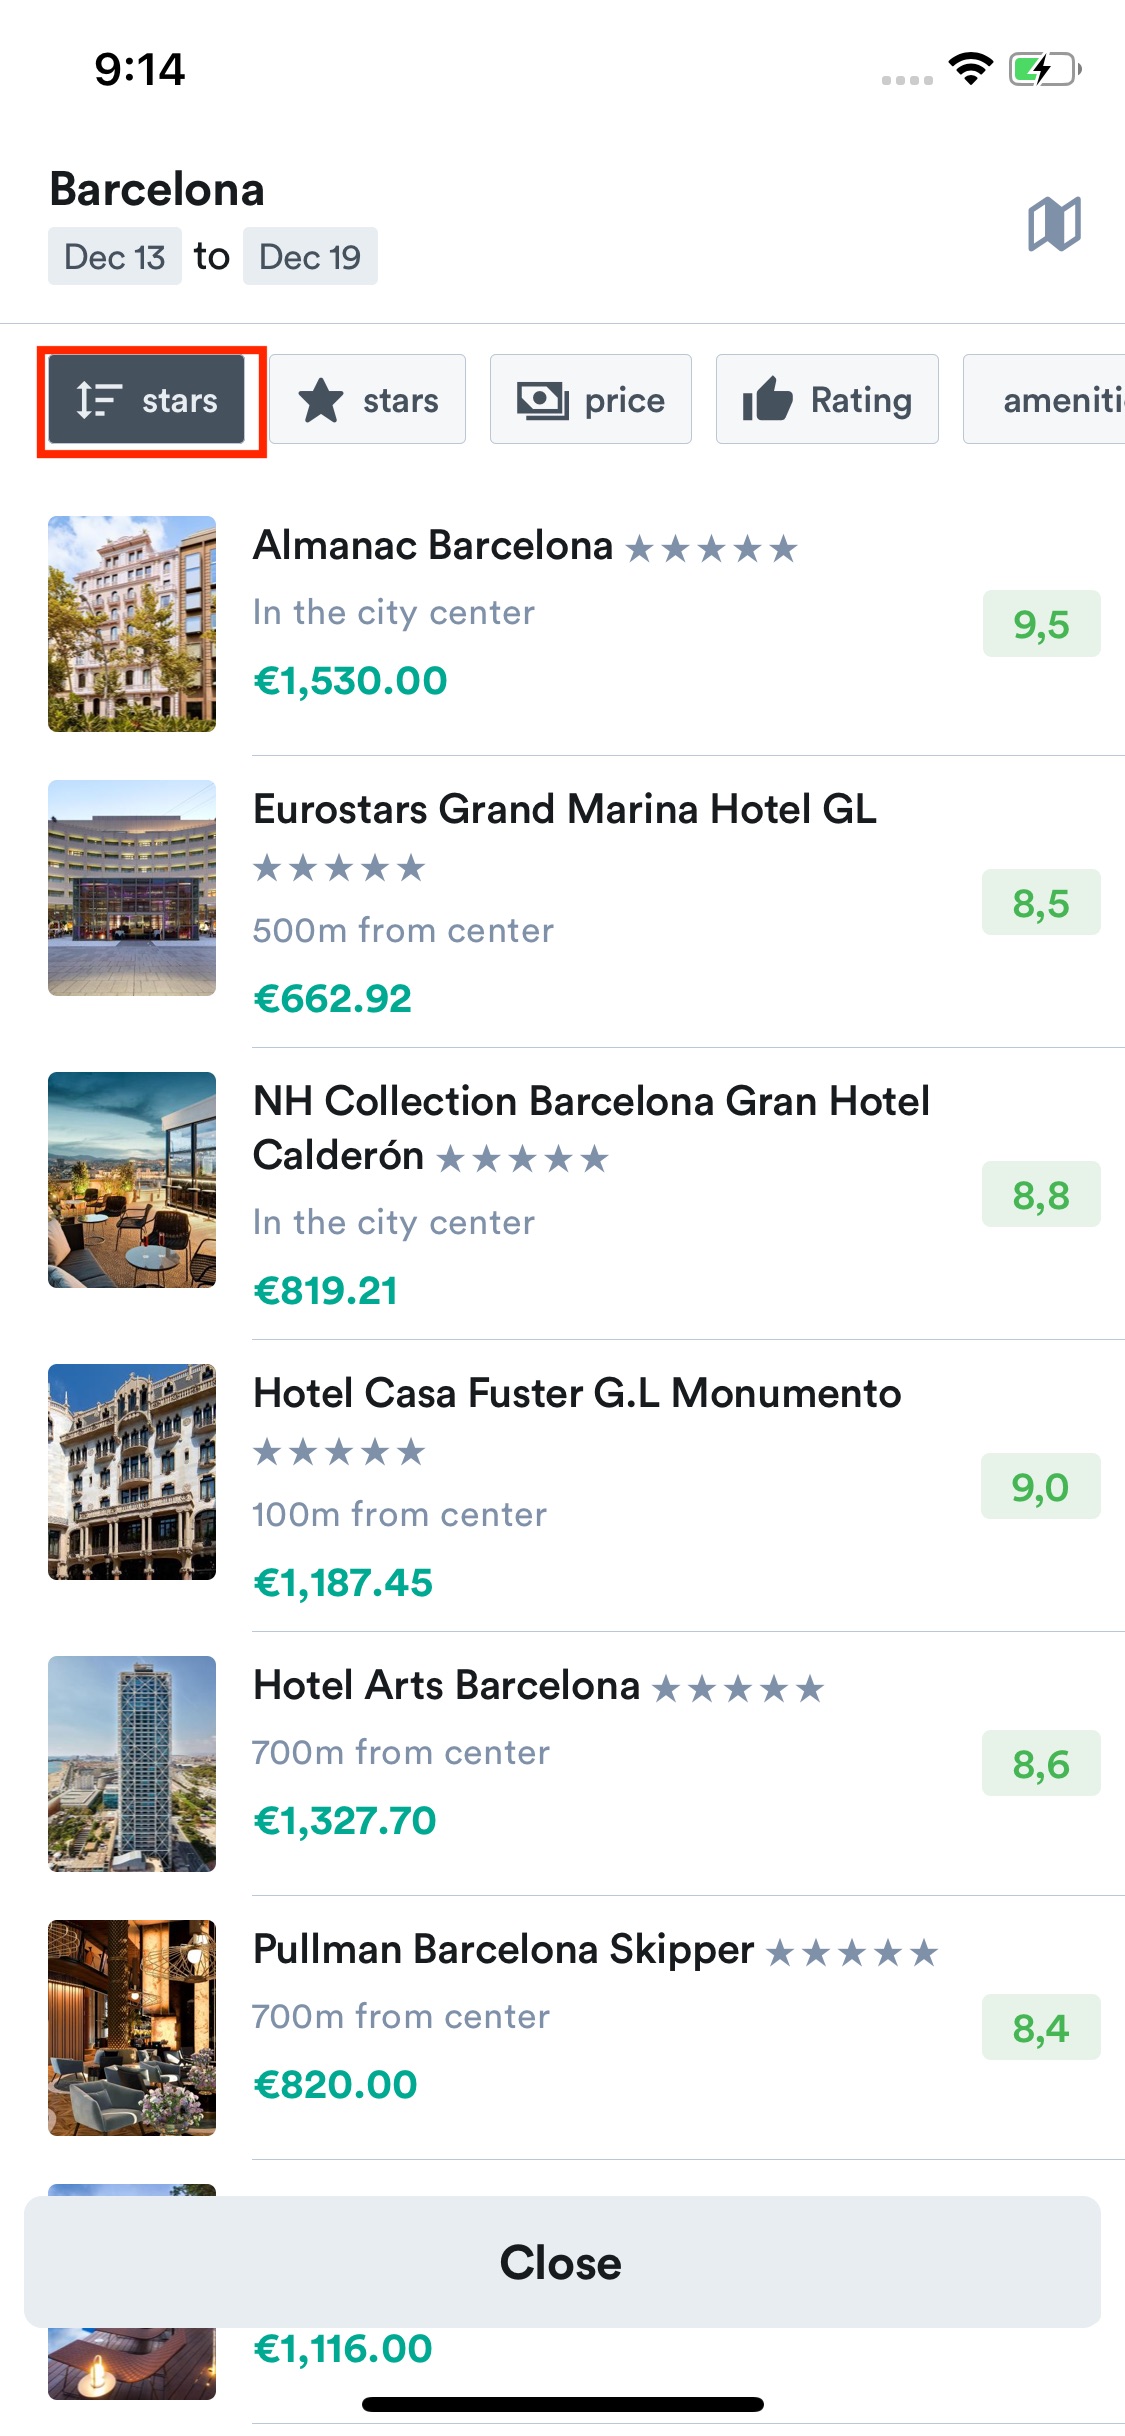 9:14
Barcelona
Dec 13 to Dec 19
stars stars price Rating ameniti
Almanac Barcelona
In the city center
9,5
€1,530.00
Eurostars Grand Marina Hotel GL
8,5
500m from center
€662.92
NH Collection Barcelona Gran Hotel
Calderón
8,8
In the city center
€819.21
Hotel Casa Fuster G.L Monumento
9,0
100m from center
€1,187.45
Hotel Arts Barcelona
700m from center
8,6
€1,327.70
Pullman Barcelona Skipper
700m from center
8,4
€820.00
Close
€1,116.00